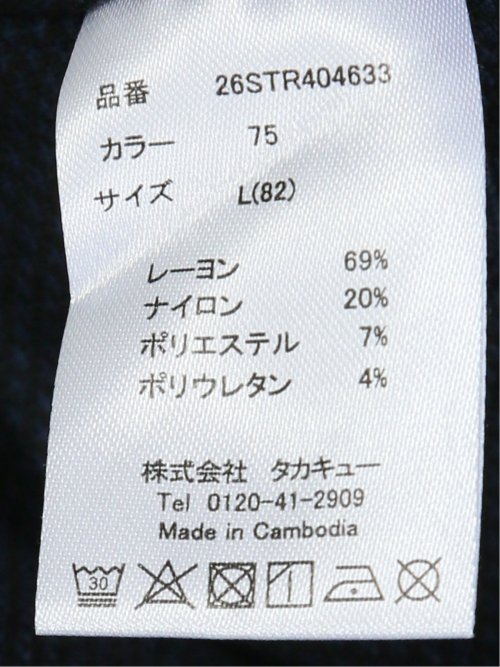 品番 26STR404633
カラー 75
サイズ L(82)
レーヨン 69%
ナイロン 20%
ポリエステル 7%
ポリウレタン 4%
株式会社 タカキュー
Tel 0120-41-2909
Made in Cambodia
30